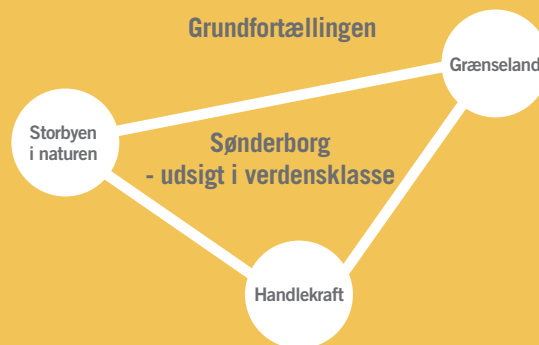 Grundfortællingen
Grænseland
Storbyen
i naturen
Sønderborg
- udsigt i verdensklasse
Handlekraft